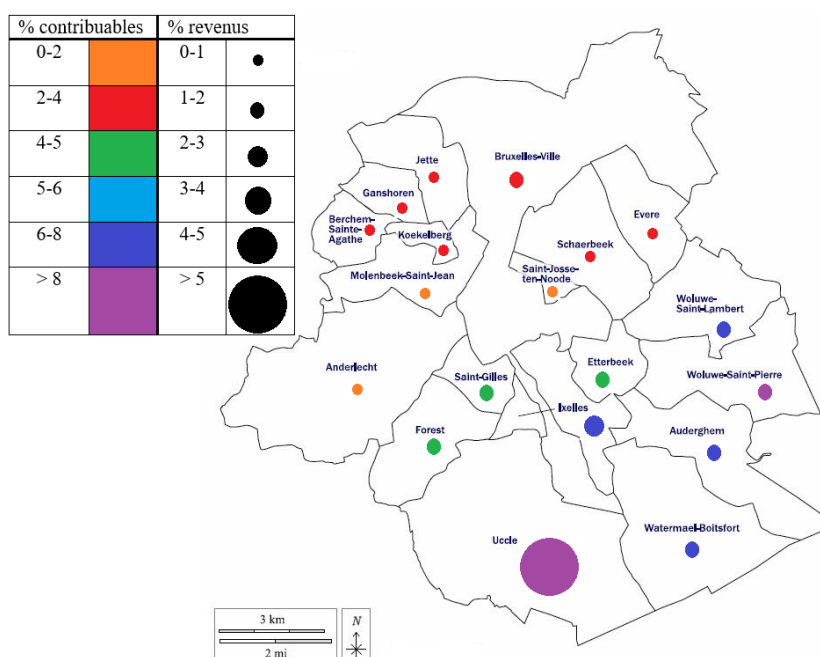 % contribuables % revenus
0-2 0-1
2-4 1-2
4-5 2-3
5-6 3-4
6-8 4-5
> 8 > 5
Jette
Bruxelles-Ville
Ganshoren
Berchem-
Sainte-
Agathe
Koekelberg
Evere
Schaerbeek
Molenbeek-Saint-Jean
Saint-Josse-
ten-Noode
Woluwe-
Saint-Lambert
Anderlecht
Saint-Gilles
Etterbeek
Woluwe-Saint-Pierre
Ixelles
Forest
Auderghem
Uccle
Watermael-Boitsfort
3 km
2 mi
N